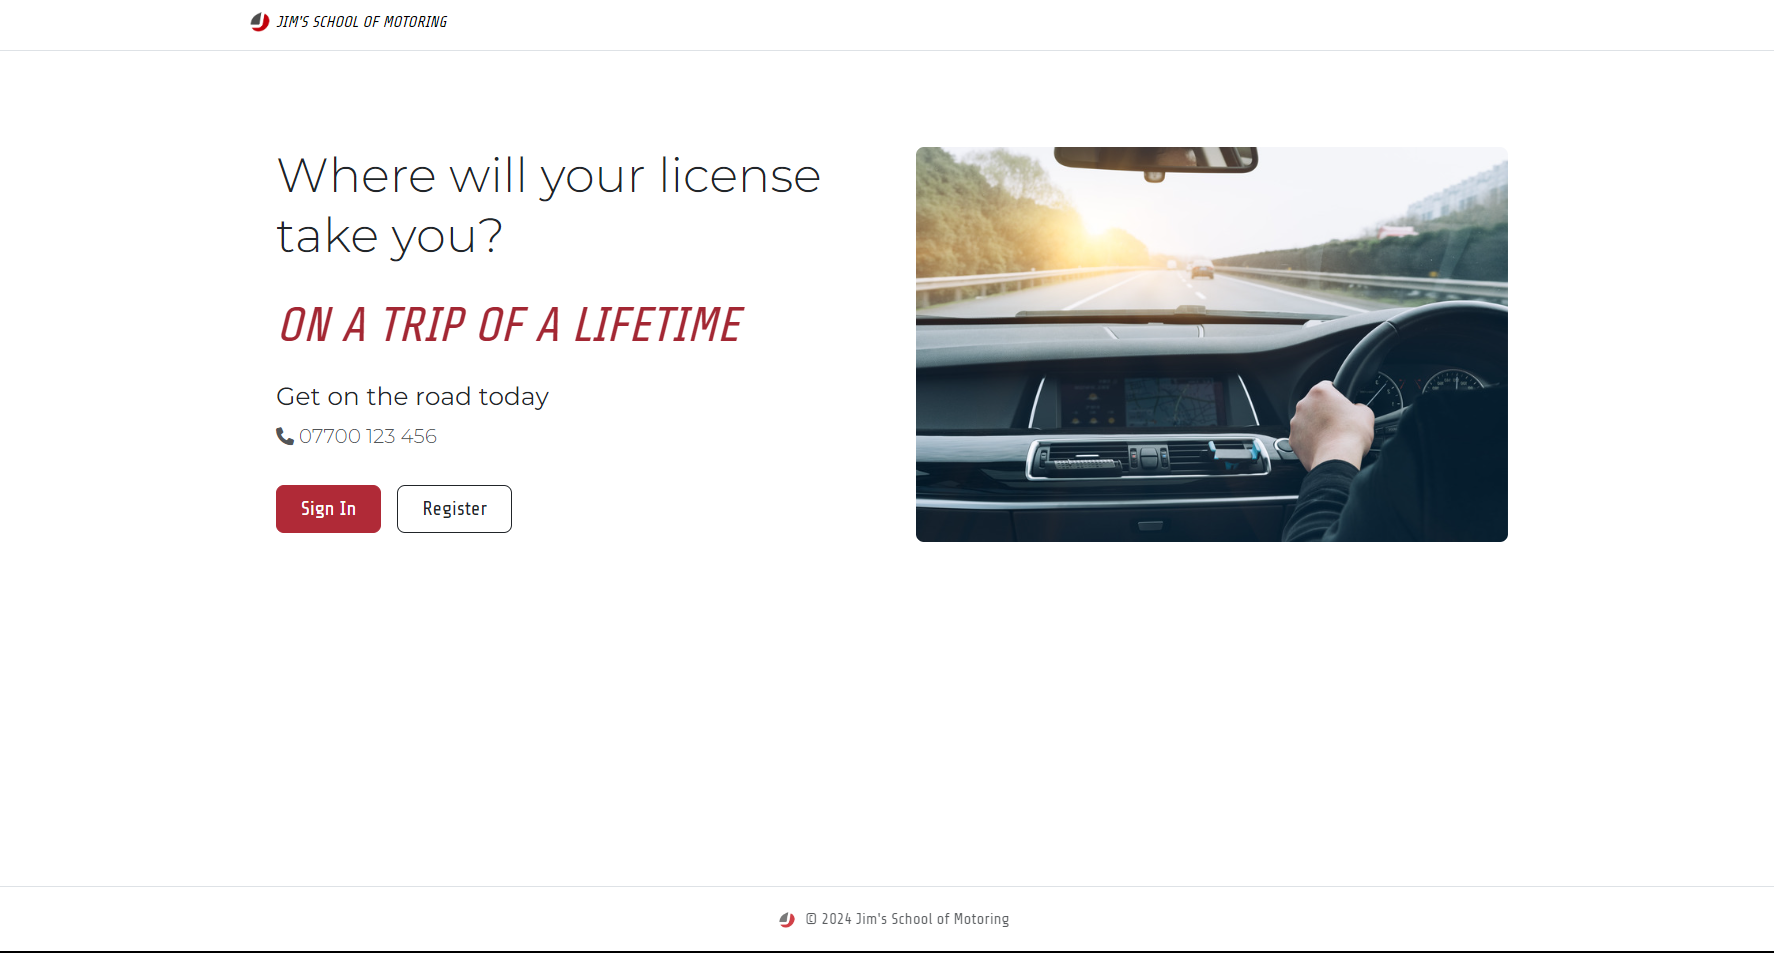 JIM'S SCHOOL OF MOTORING
Where will your license
take you?
ON A TRIP OF A LIFETIME
Get on the road today
07700 123 456
Sign In
Register
© 2024 Jim's School of Motoring